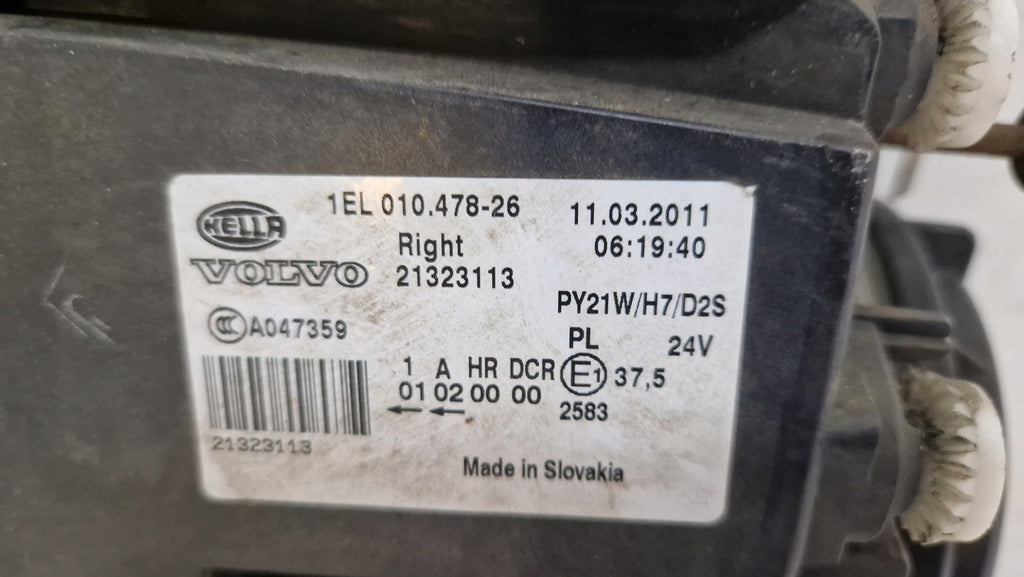 1EL 010.478-26
11.03.2011
HELLA
Right
06:19:40
VOLVO
21323113
PY21W/H7/D2S
CCC A047359
PL
24V
1 A HR DCR E1 37,5
01 02 00 00
2583
21323113
Made in Slovakia